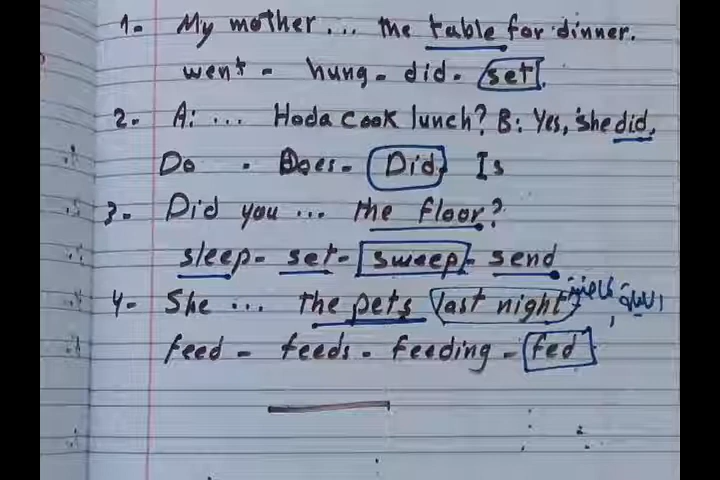 1- My mother... the table for dinner.
went - hung - did - set
2- A: ... Hoda cook lunch? B: Yes, she did.
Do - Does - Did - Is
3- Did you ... the floor?
sleep - set - sweep - send
4- She ... the pets last night الليلة الماضية
feed - feeds - feeding - fed